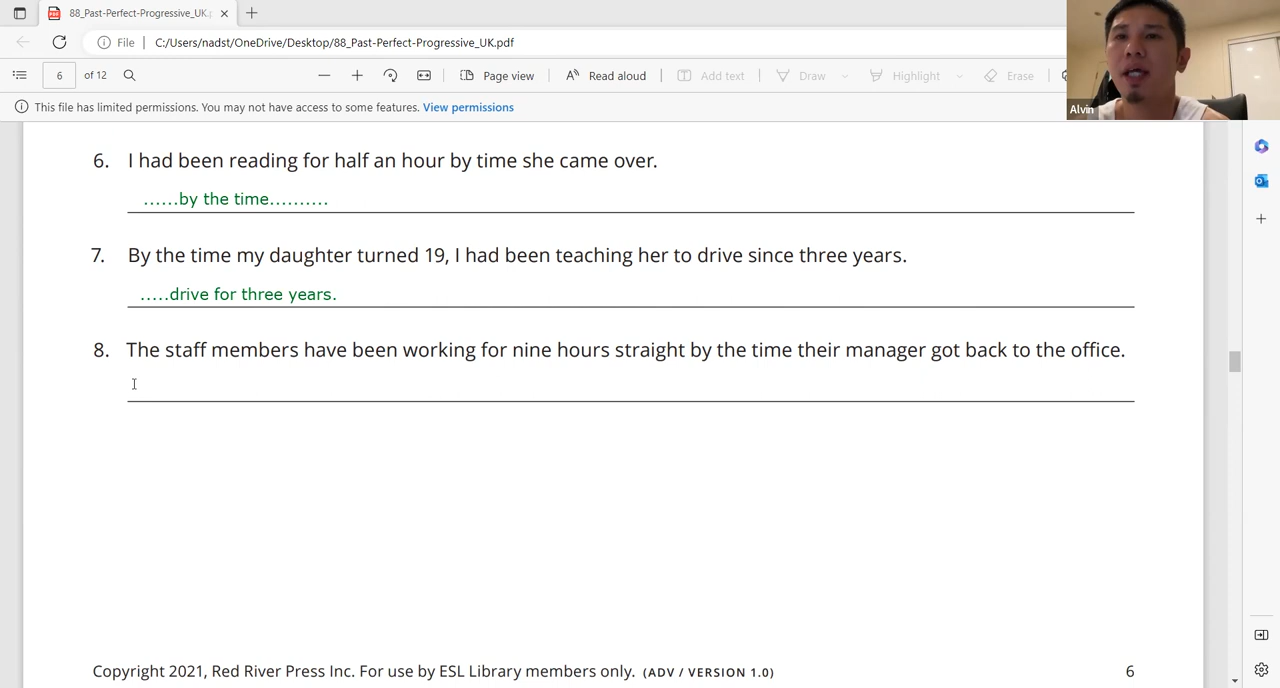 88_Past-Perfect-Progressive_UK.p
File
C:/Users/nadst/OneDrive/Desktop/88_Past-Perfect-Progressive_UK.pdf
6 of 12
Page view
Read aloud
Add text
Draw
Highlight
Erase
Alvin
This file has limited permissions. You may not have access to some features. View permissions
6. I had been reading for half an hour by time she came over.
......by the time..........
7. By the time my daughter turned 19, I had been teaching her to drive since three years.
.....drive for three years.
8. The staff members have been working for nine hours straight by the time their manager got back to the office.
Copyright 2021, Red River Press Inc. For use by ESL Library members only. (ADV / VERSION 1.0)
6